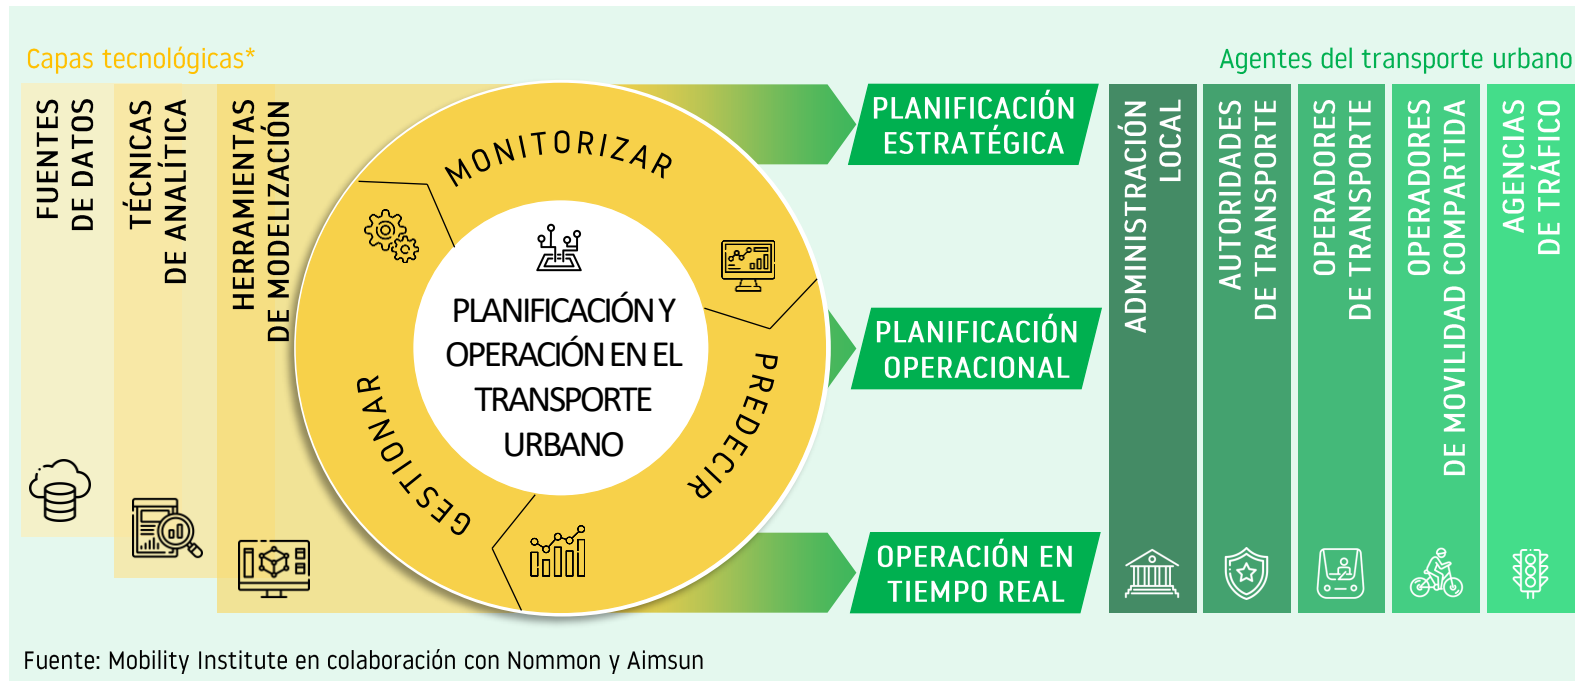 Capas tecnológicas*
Agentes del transporte urbano
FUENTES
DE DATOS
TÉCNICAS
DE ANALÍTICA
HERRAMIENTAS
DE MODELIZACIÓN
MONITORIZAR
PREDECIR
GESTIONAR
PLANIFICACIÓN Y
OPERACIÓN EN EL
TRANSPORTE
URBANO
PLANIFICACIÓN
ESTRATÉGICA
PLANIFICACIÓN
OPERACIONAL
OPERACIÓN EN
TIEMPO REAL
ADMINISTRACIÓN
LOCAL
AUTORIDADES
DE TRANSPORTE
OPERADORES
DE TRANSPORTE
OPERADORES
DE MOVILIDAD COMPARTIDA
AGENCIAS
DE TRÁFICO
Fuente: Mobility Institute en colaboración con Nommon y Aimsun